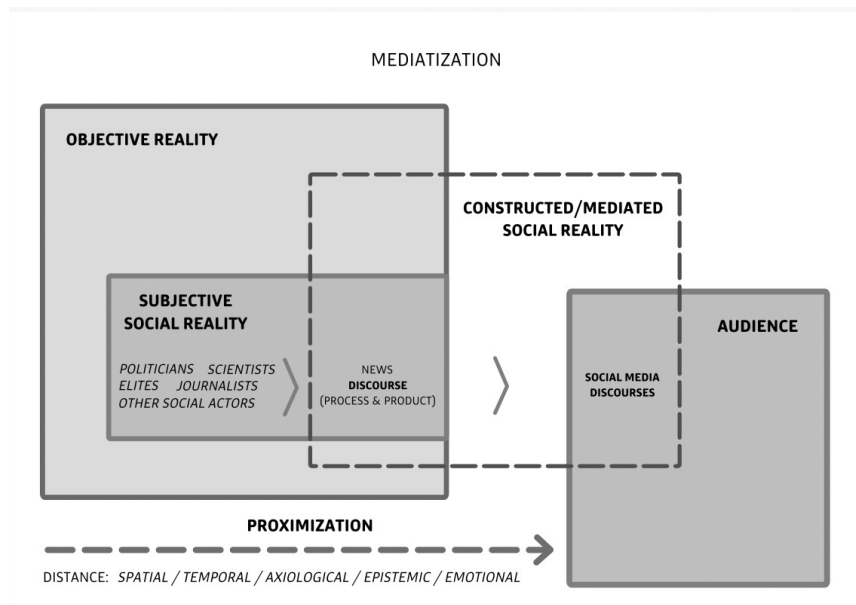 MEDIATIZATION
OBJECTIVE REALITY
CONSTRUCTED/MEDIATED
SOCIAL REALITY
SUBJECTIVE
SOCIAL REALITY
POLITICIANS SCIENTISTS
ELITES JOURNALISTS
OTHER SOCIAL ACTORS
NEWS
DISCOURSE
(PROCESS & PRODUCT)
AUDIENCE
SOCIAL MEDIA
DISCOURSES
PROXIMIZATION
DISTANCE: SPATIAL / TEMPORAL / AXIOLOGICAL / EPISTEMIC / EMOTIONAL